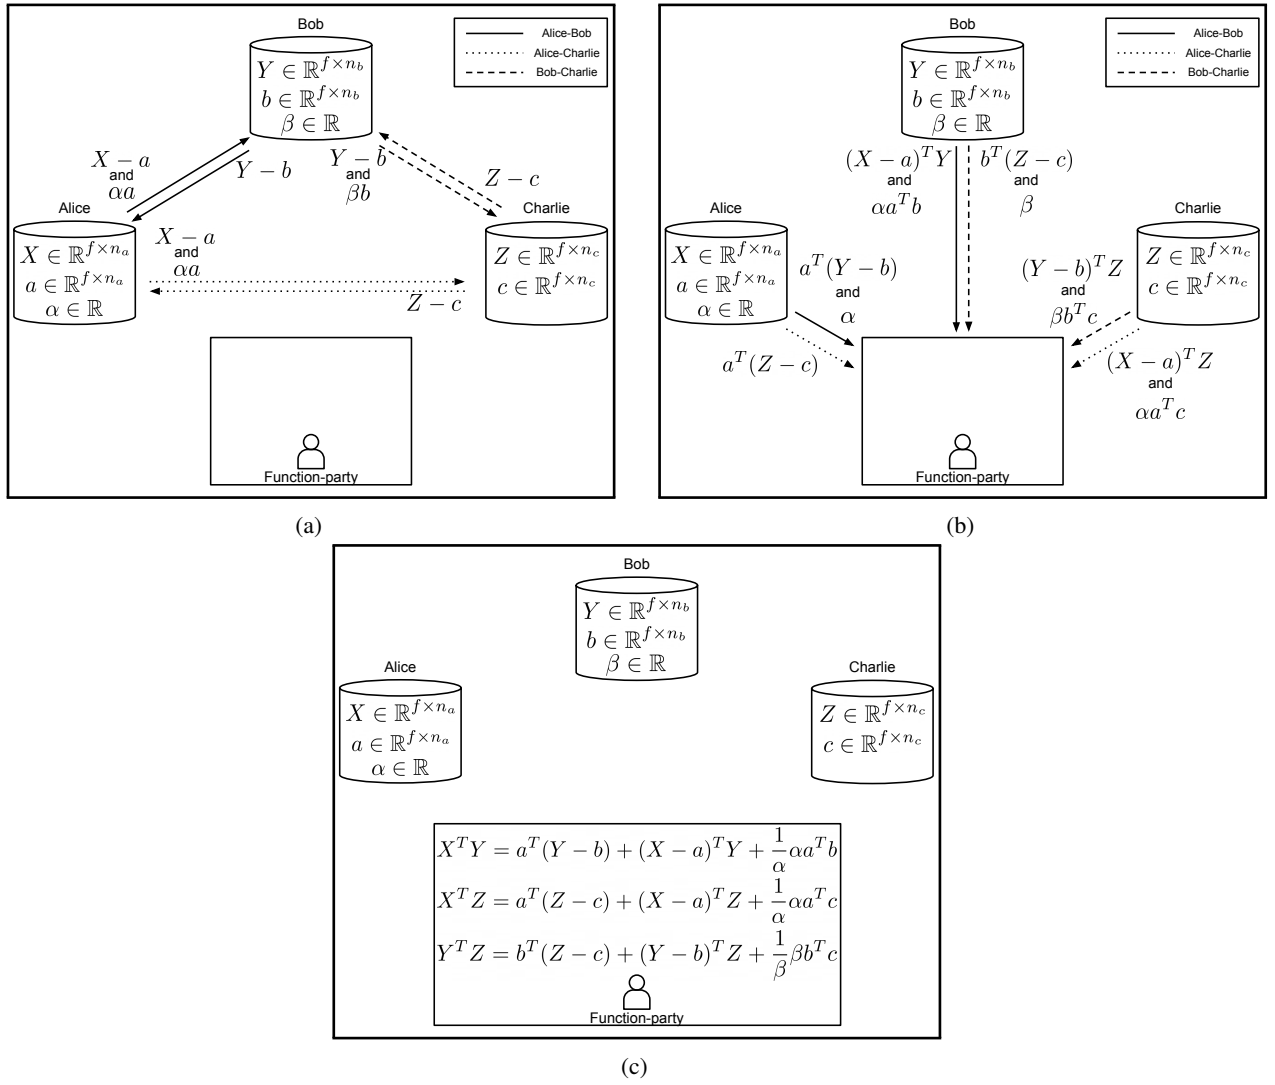 Bob
Y ∈ ℝ^{f×n_b}
b ∈ ℝ^{f×n_b}
β ∈ ℝ
Alice-Bob
Alice-Charlie
Bob-Charlie
X − a
and
αa
Y − b
Y − b
and
βb
Z − c
Alice
X ∈ ℝ^{f×n_a}
a ∈ ℝ^{f×n_a}
α ∈ ℝ
X − a
and
αa
Z − c
Charlie
Z ∈ ℝ^{f×n_c}
c ∈ ℝ^{f×n_c}
Function-party
(a)
Bob
Y ∈ ℝ^{f×n_b}
b ∈ ℝ^{f×n_b}
β ∈ ℝ
Alice-Bob
Alice-Charlie
Bob-Charlie
(X − a)^T Y
and
αa^T b
b^T(Z − c)
and
β
Alice
X ∈ ℝ^{f×n_a}
a ∈ ℝ^{f×n_a}
α ∈ ℝ
a^T(Y − b)
and
α
a^T(Z − c)
Charlie
Z ∈ ℝ^{f×n_c}
c ∈ ℝ^{f×n_c}
(Y − b)^T Z
and
βb^T c
(X − a)^T Z
and
αa^T c
Function-party
(b)
Bob
Y ∈ ℝ^{f×n_b}
b ∈ ℝ^{f×n_b}
β ∈ ℝ
Alice
X ∈ ℝ^{f×n_a}
a ∈ ℝ^{f×n_a}
α ∈ ℝ
Charlie
Z ∈ ℝ^{f×n_c}
c ∈ ℝ^{f×n_c}
X^T Y = a^T(Y − b) + (X − a)^T Y + \frac{1}{α}αa^T b
X^T Z = a^T(Z − c) + (X − a)^T Z + \frac{1}{α}αa^T c
Y^T Z = b^T(Z − c) + (Y − b)^T Z + \frac{1}{β}βb^T c
Function-party
(c)